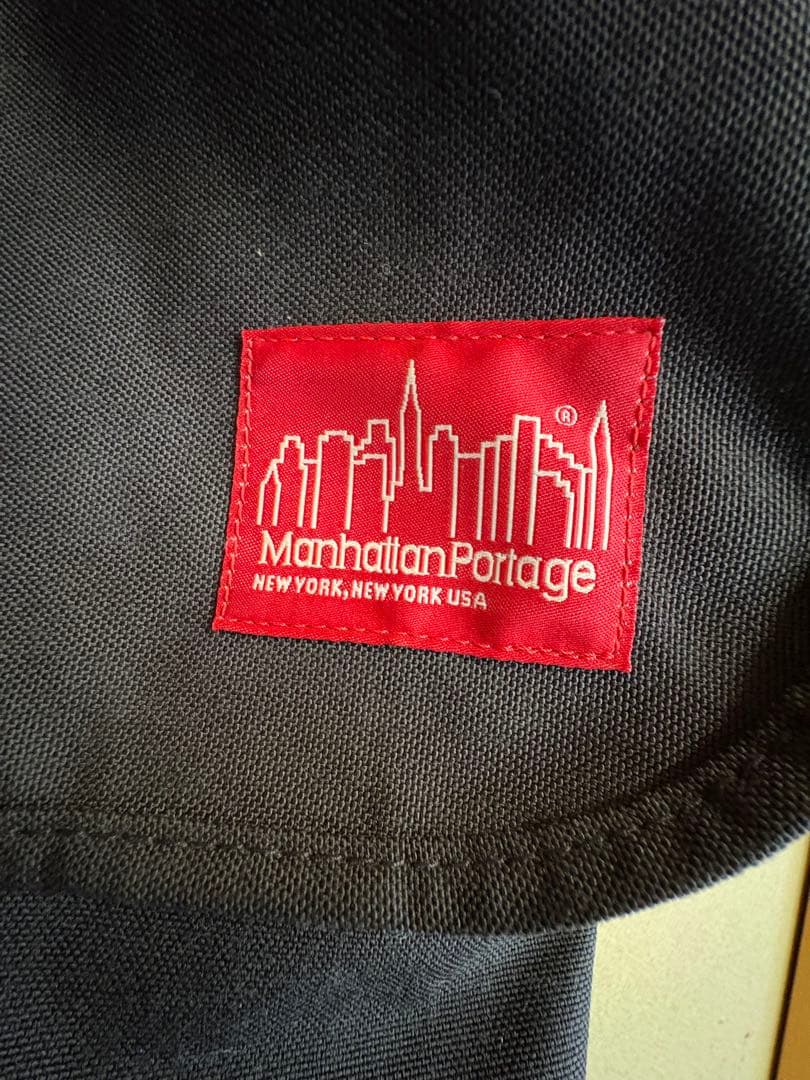 ®
ManhattanPortage
NEW YORK, NEW YORK USA